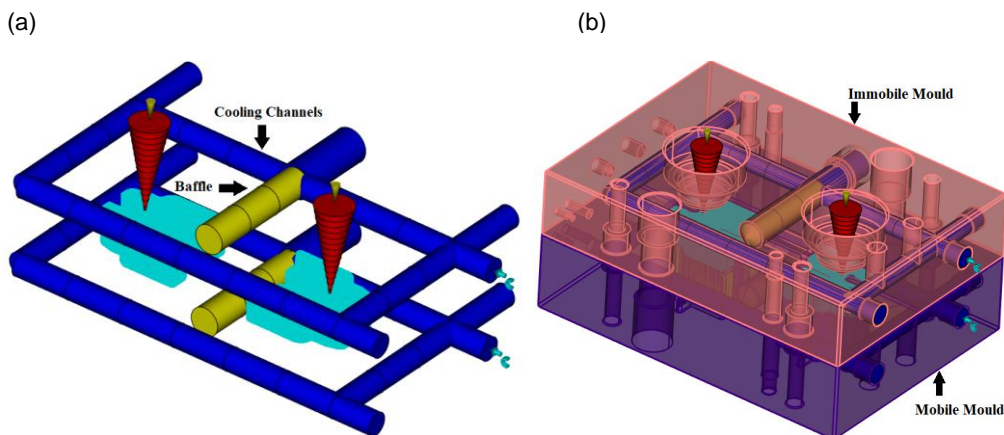 (a)
(b)
Cooling Channels
Immobile Mould
Baffle
Mobile Mould